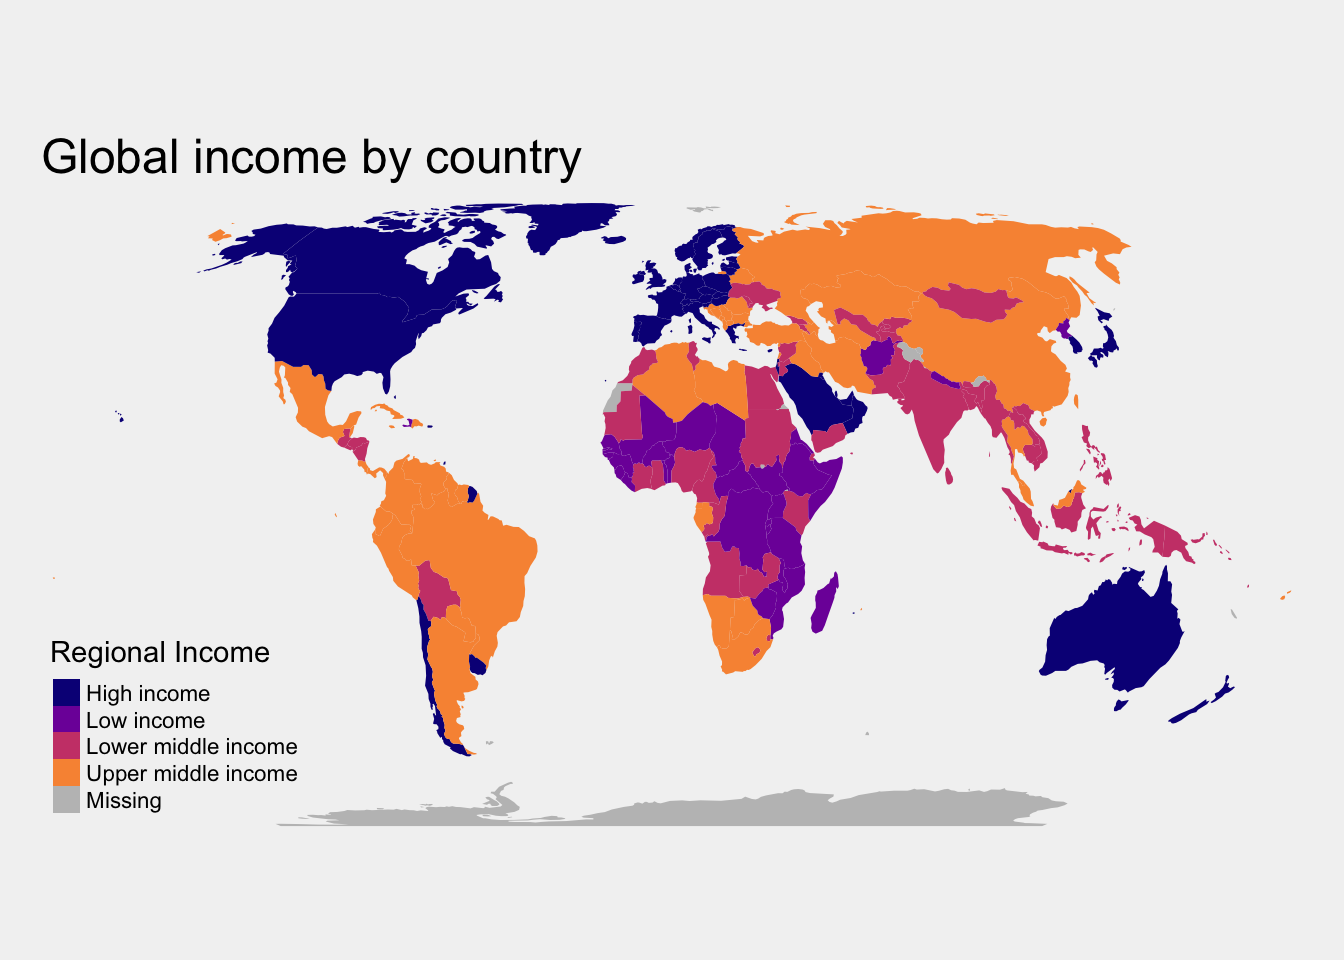 Global income by country
Regional Income
High income
Low income
Lower middle income
Upper middle income
Missing